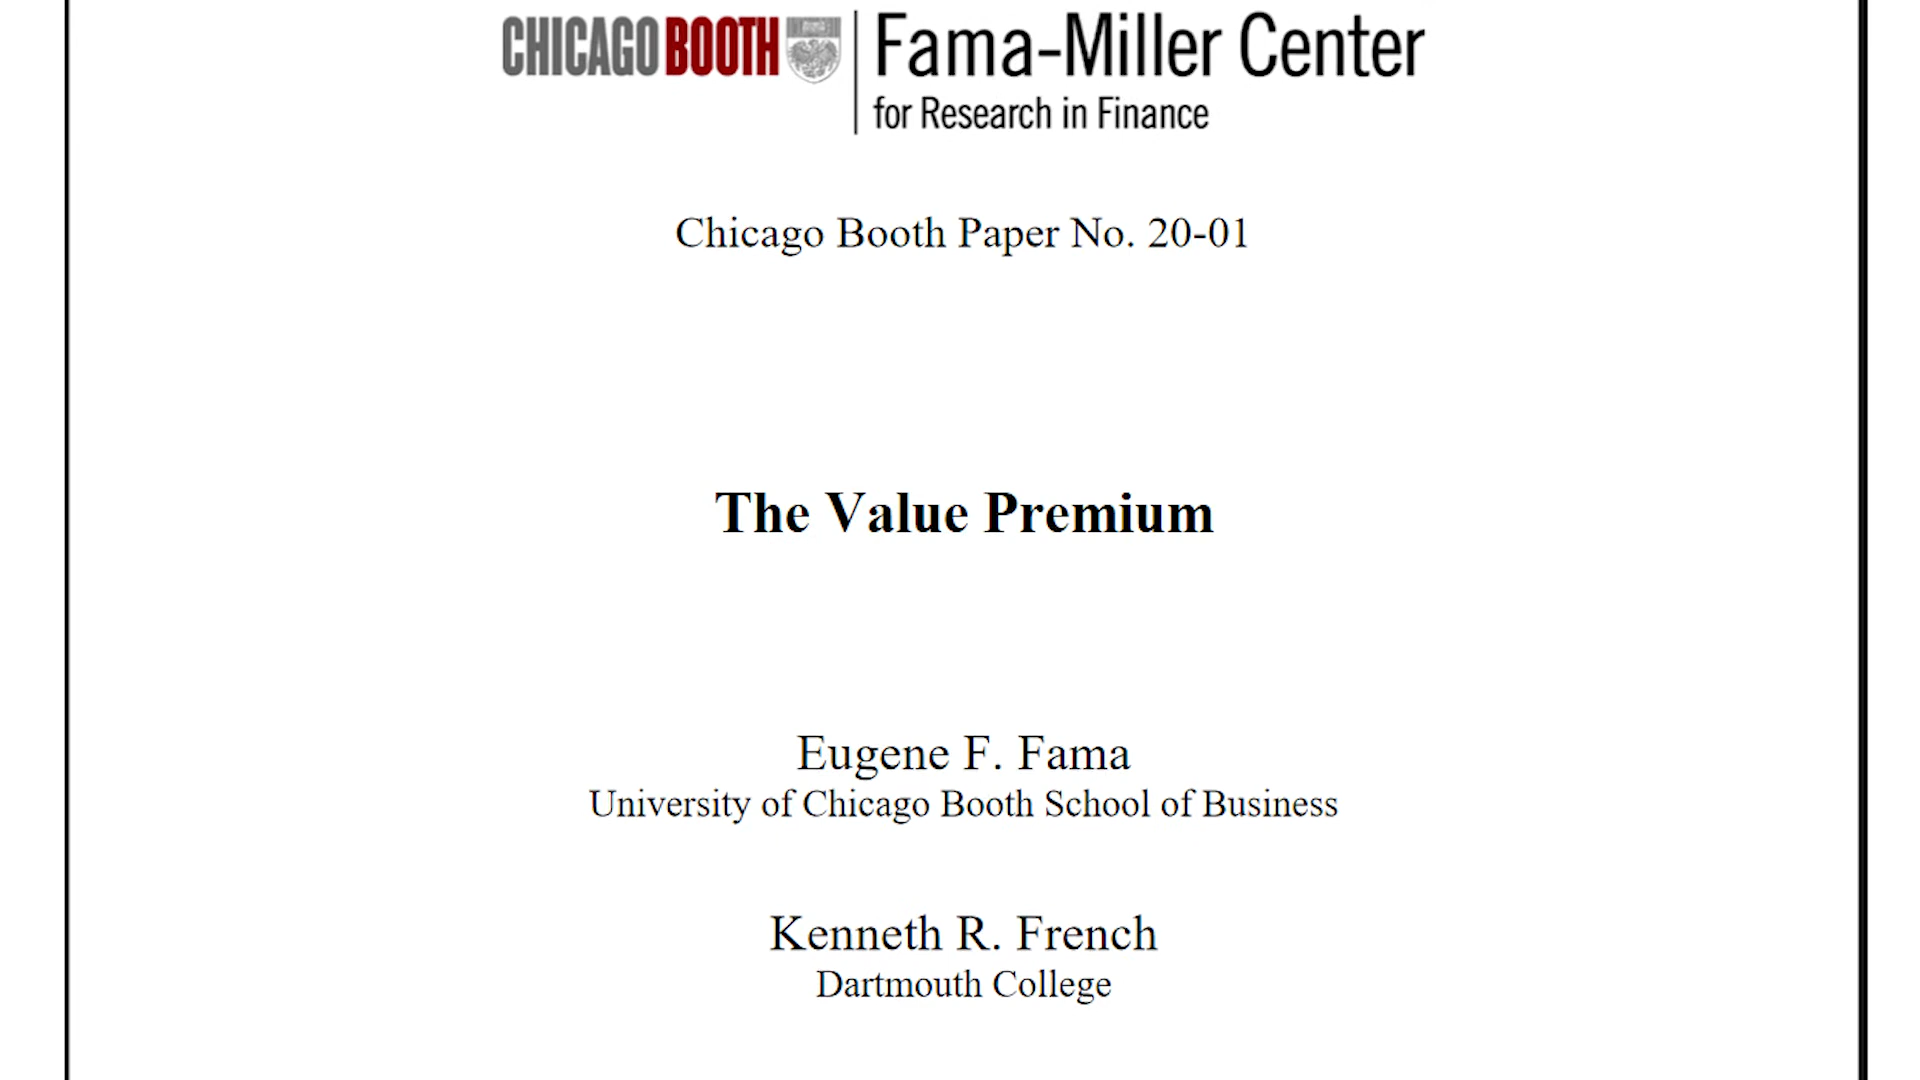 CHICAGO BOOTH
Fama-Miller Center
for Research in Finance
Chicago Booth Paper No. 20-01
The Value Premium
Eugene F. Fama
University of Chicago Booth School of Business
Kenneth R. French
Dartmouth College